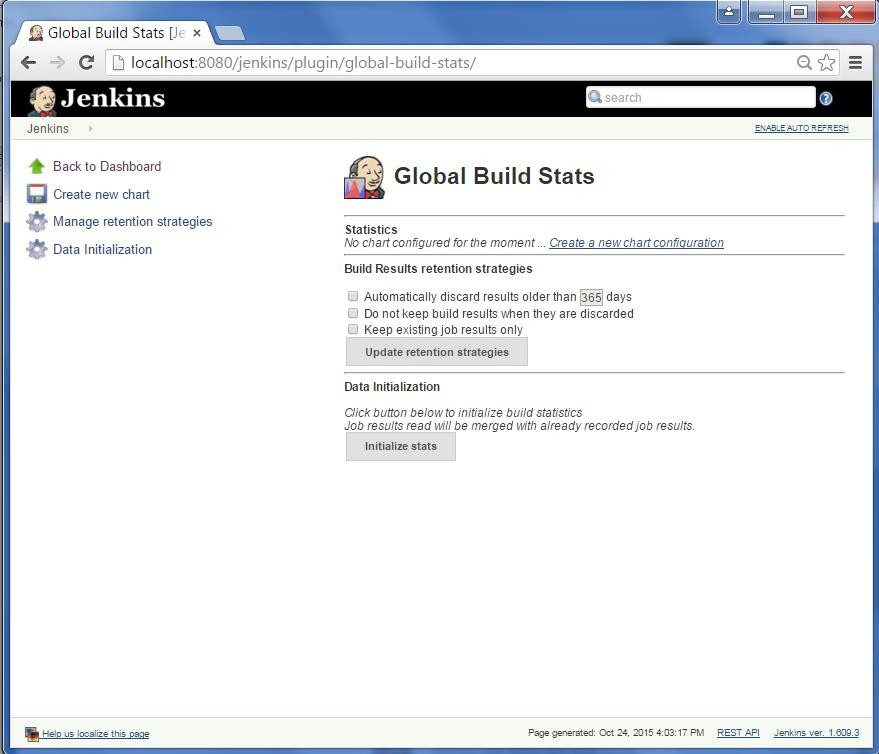 Global Build Stats [Je
localhost:8080/jenkins/plugin/global-build-stats/
Jenkins
search
Jenkins
ENABLE AUTO REFRESH
Back to Dashboard
Create new chart
Manage retention strategies
Data Initialization
Global Build Stats
Statistics
No chart configured for the moment ... Create a new chart configuration
Build Results retention strategies
Automatically discard results older than 365 days
Do not keep build results when they are discarded
Keep existing job results only
Update retention strategies
Data Initialization
Click button below to initialize build statistics
Job results read will be merged with already recorded job results.
Initialize stats
Help us localize this page
Page generated: Oct 24, 2015 4:03:17 PM REST API Jenkins ver. 1.609.3